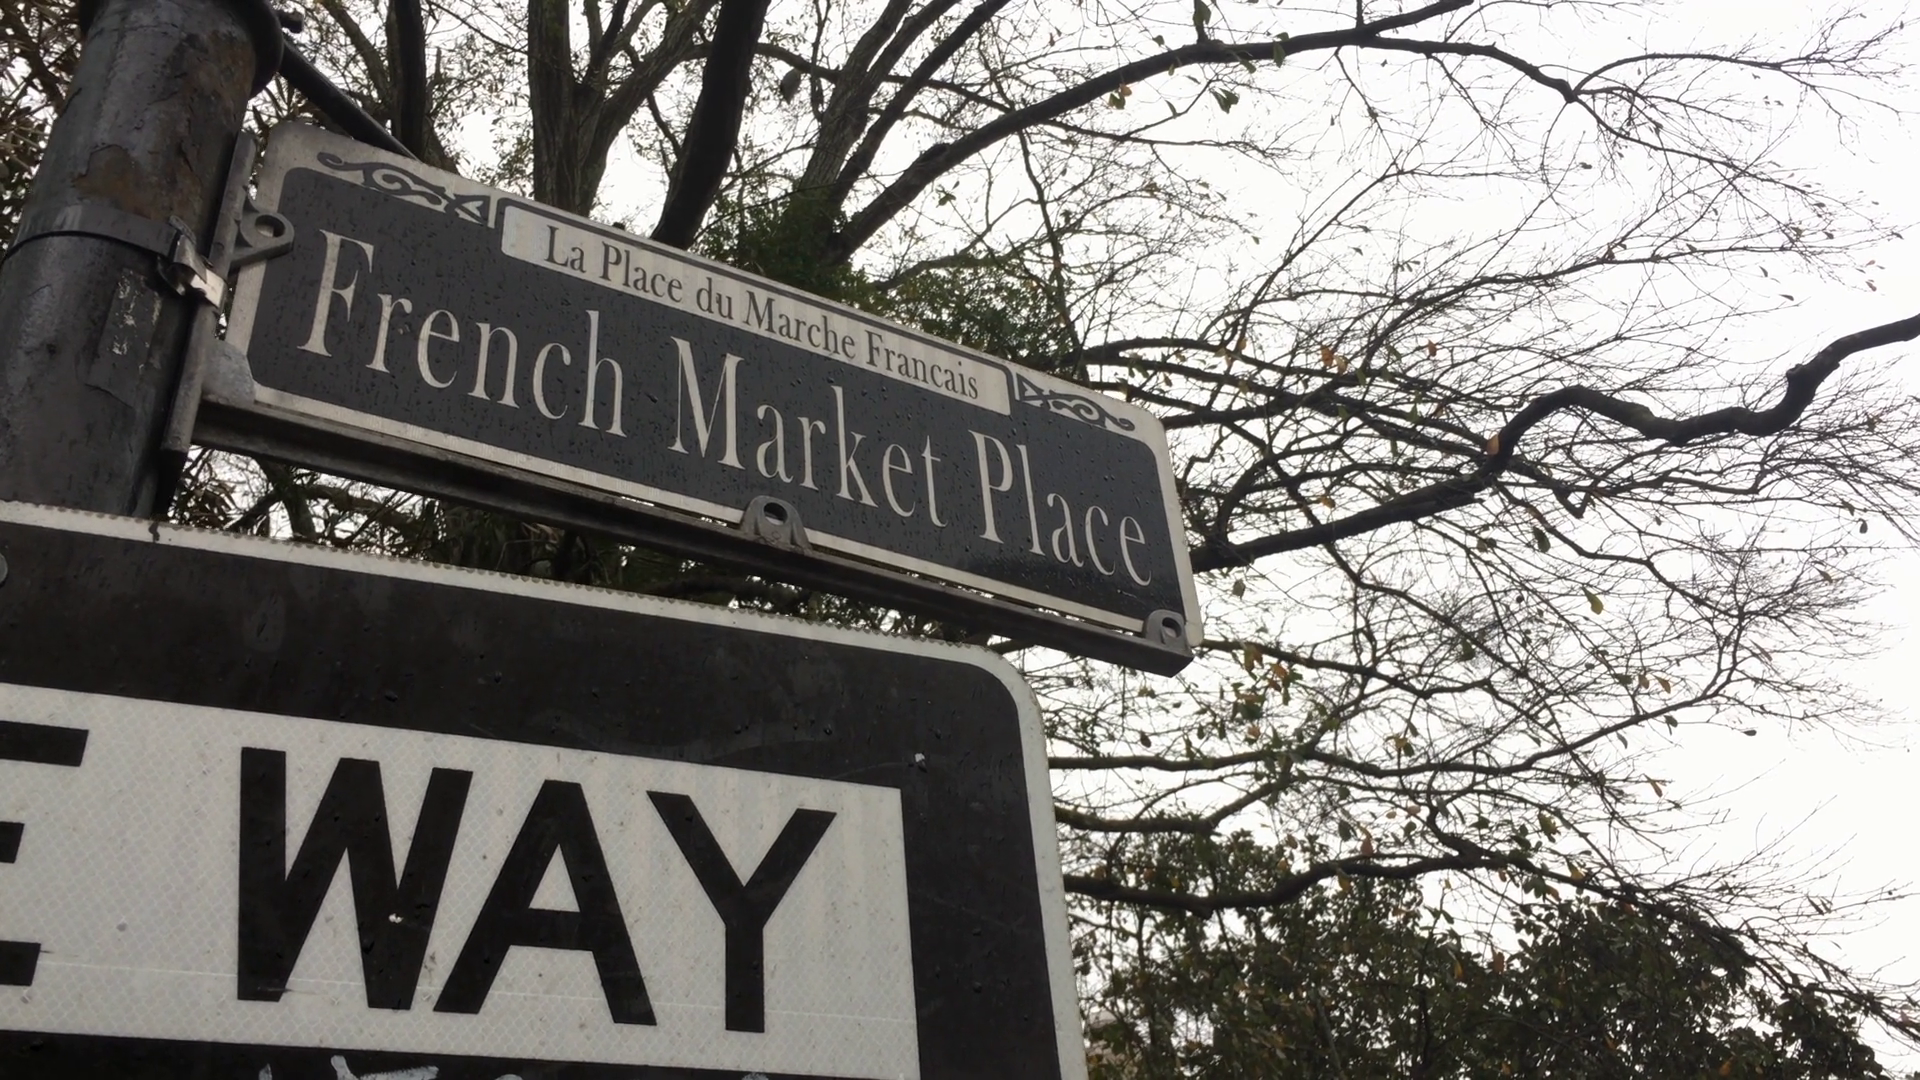 La Place du Marche Francais
French Market Place
E WAY